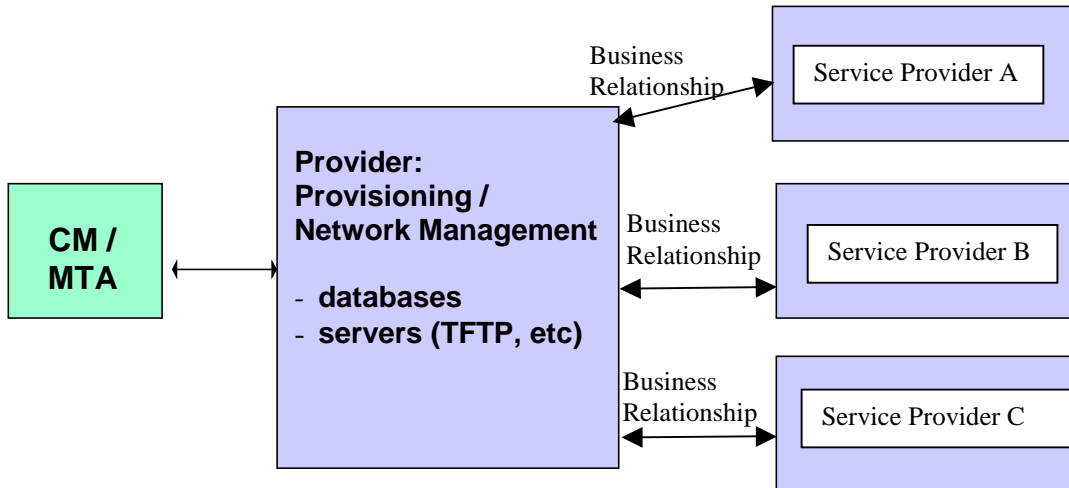 CM /
MTA
Provider:
Provisioning /
Network Management
- databases
- servers (TFTP, etc)
Business
Relationship
Service Provider A
Business
Relationship
Service Provider B
Business
Relationship
Service Provider C